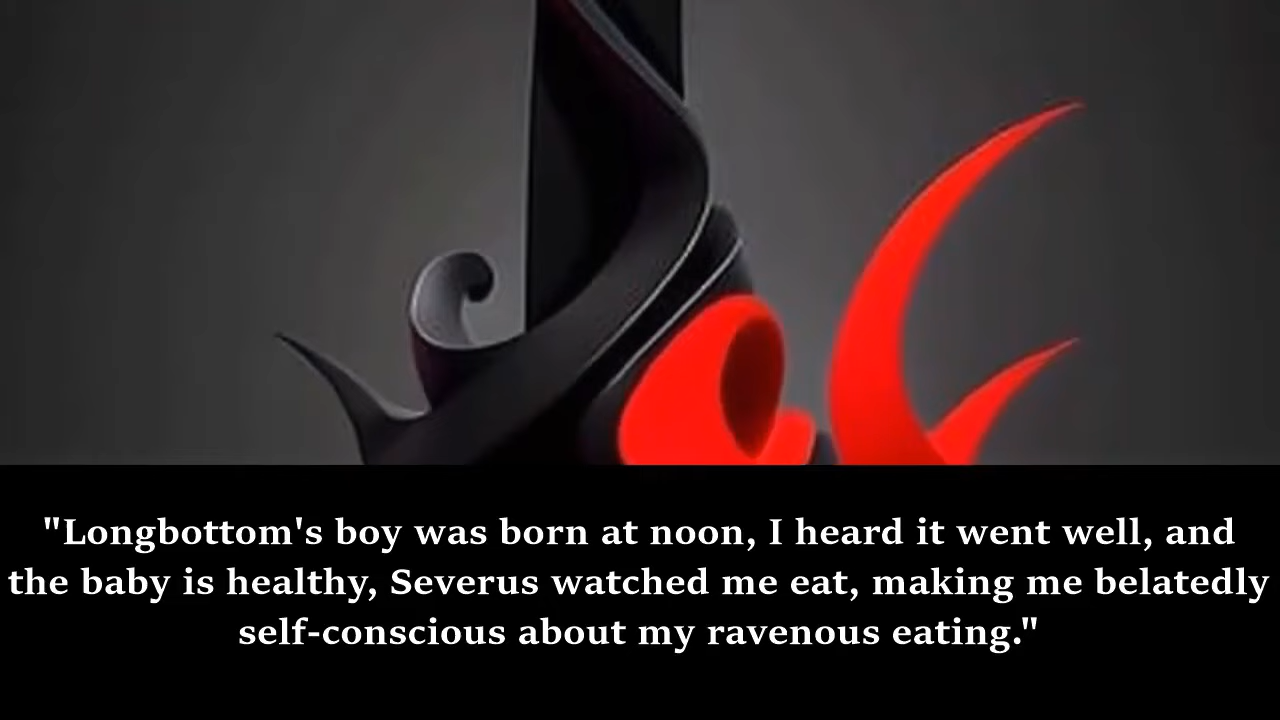 "Longbottom's boy was born at noon, I heard it went well, and
the baby is healthy, Severus watched me eat, making me belatedly
self-conscious about my ravenous eating."